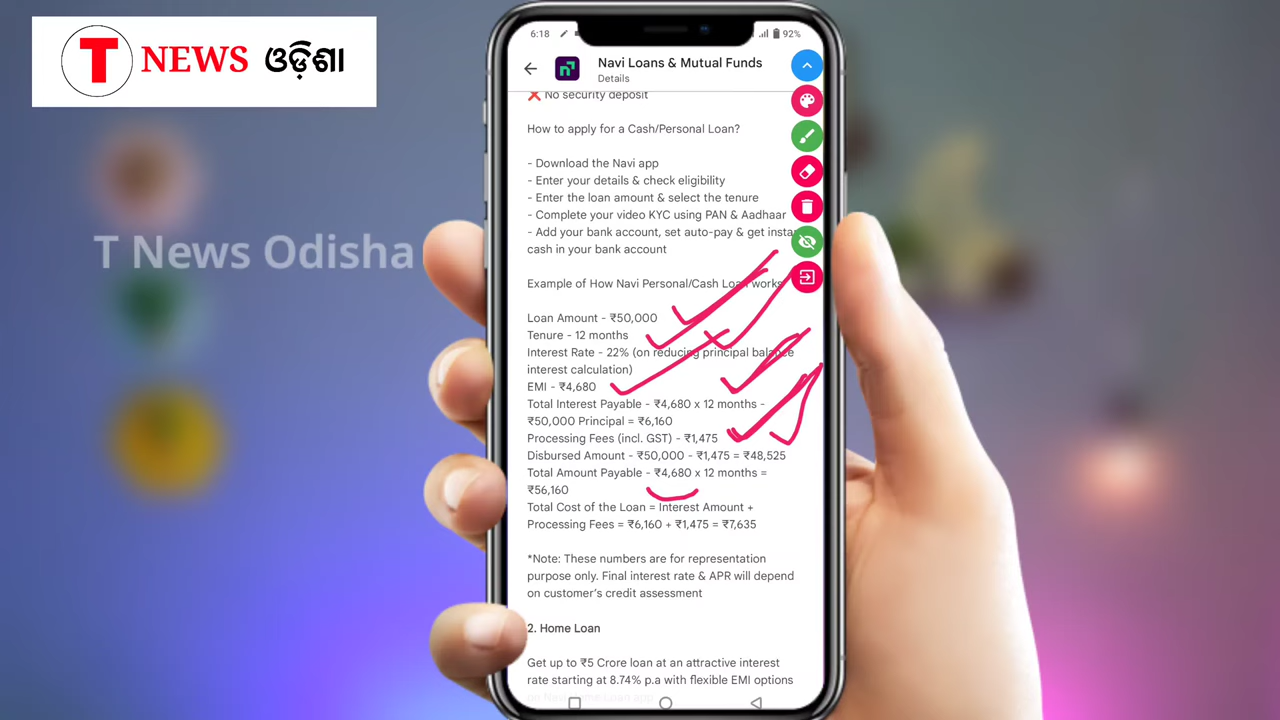 T NEWS ଓଡ଼ିଶା
T News Odisha
6:18
92%
Navi Loans & Mutual Funds
Details
❌ No security deposit
How to apply for a Cash/Personal Loan?
- Download the Navi app
- Enter your details & check eligibility
- Enter the loan amount & select the tenure
- Complete your video KYC using PAN & Aadhaar
- Add your bank account, set auto-pay & get insta
cash in your bank account
Example of How Navi Personal/Cash Loan works
Loan Amount - ₹50,000
Tenure - 12 months
Interest Rate - 22% (on reducing principal balance
interest calculation)
EMI - ₹4,680
Total Interest Payable - ₹4,680 x 12 months -
₹50,000 Principal = ₹6,160
Processing Fees (incl. GST) - ₹1,475
Disbursed Amount - ₹50,000 - ₹1,475 = ₹48,525
Total Amount Payable - ₹4,680 x 12 months =
₹56,160
Total Cost of the Loan = Interest Amount +
Processing Fees = ₹6,160 + ₹1,475 = ₹7,635
*Note: These numbers are for representation
purpose only. Final interest rate & APR will depend
on customer's credit assessment
2. Home Loan
Get up to ₹5 Crore loan at an attractive interest
rate starting at 8.74% p.a with flexible EMI options